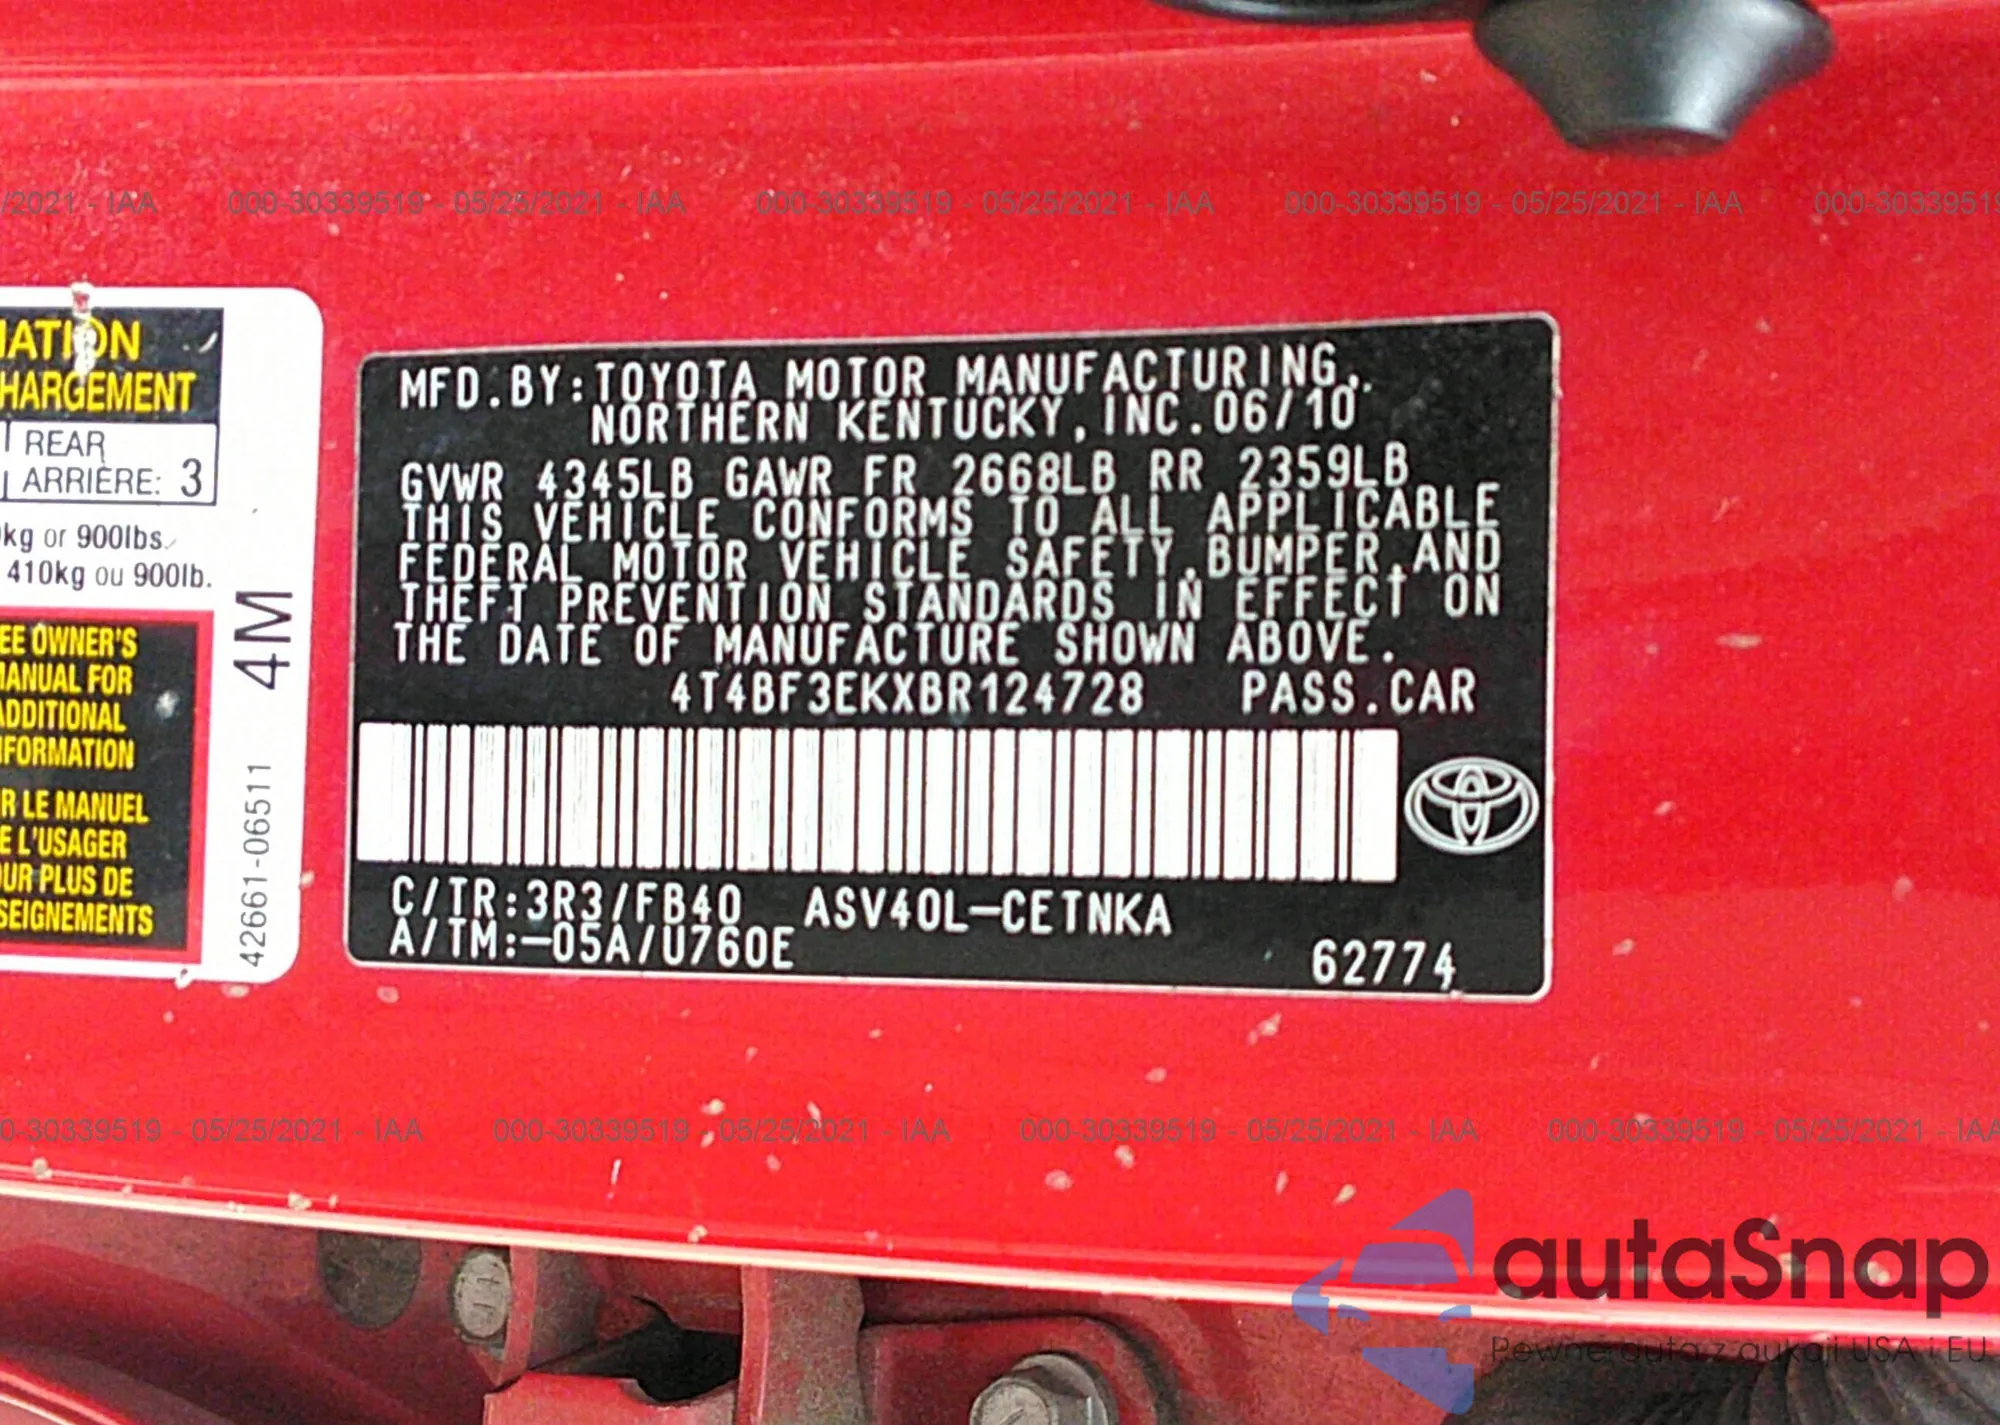 /2021 - IAA 000-30339519 - 05/25/2021 - IAA 000-30339519 - 05/25/2021 - IAA 000-30339519 - 05/25/2021 - IAA 000-30339519
HARGEMENT
REAR
ARRIÈRE: 3
kg or 900lbs.
410kg ou 900lb.
EE OWNER'S
MANUAL FOR
ADDITIONAL
NFORMATION
R LE MANUEL
E L'USAGER
OUR PLUS DE
SEIGNEMENTS
42661-06511 4M
MFD.BY:TOYOTA MOTOR MANUFACTURING,
NORTHERN KENTUCKY, INC.06/10
GVWR 4345LB GAWR FR 2668LB RR 2359LB
THIS VEHICLE CONFORMS TO ALL APPLICABLE
FEDERAL MOTOR VEHICLE SAFETY,BUMPER,AND
THEFT PREVENTION STANDARDS IN EFFECT ON
THE DATE OF MANUFACTURE SHOWN ABOVE.
4T4BF3EKXBR124728 PASS.CAR
C/TR:3R3/FB40 ASV40L-CETNKA
A/TM:-05A/U760E
62774
0-30339519 - 05/25/2021 - IAA 000-30339519 - 05/25/2021 - IAA 000-30339519 - 05/25/2021 - IAA 000-30339519 - 05/25/2021 - IAA
autaSnap
Pewne auta z aukcji USA i EU